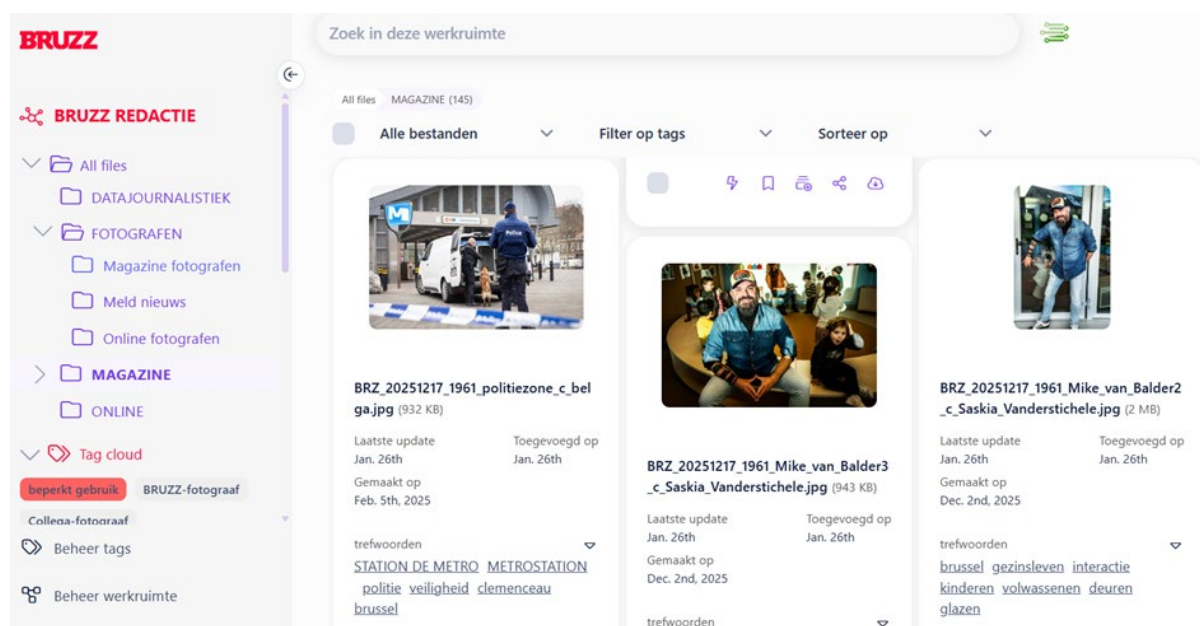 BRUZZ
BRUZZ REDACTIE
All files
DATAJOURNALISTIEK
FOTOGRAFEN
Magazine fotografen
Meld nieuws
Online fotografen
MAGAZINE
ONLINE
Tag cloud
beperkt gebruik BRUZZ-fotograaf
Collega-fotograaf
Beheer tags
Beheer werkruimte
Zoek in deze werkruimte
All files MAGAZINE (145)
Alle bestanden Filter op tags Sorteer op
M
Police
BRZ_20251217_1961_politiezone_c_bel
ga.jpg (932 KB)
Laatste update Toegevoegd op
Jan. 26th Jan. 26th
Gemaakt op
Feb. 5th, 2025
trefwoorden
STATION DE METRO METROSTATION
politie veiligheid clemenceau
brussel
BRZ_20251217_1961_Mike_van_Balder3
_c_Saskia_Vanderstichele.jpg (943 KB)
Laatste update Toegevoegd op
Jan. 26th Jan. 26th
Gemaakt op
Dec. 2nd, 2025
trefwoorden
BRZ_20251217_1961_Mike_van_Balder2
_c_Saskia_Vanderstichele.jpg (2 MB)
Laatste update Toegevoegd op
Jan. 26th Jan. 26th
Gemaakt op
Dec. 2nd, 2025
trefwoorden
brussel gezinsleven interactie
kinderen volwassenen deuren
glazen